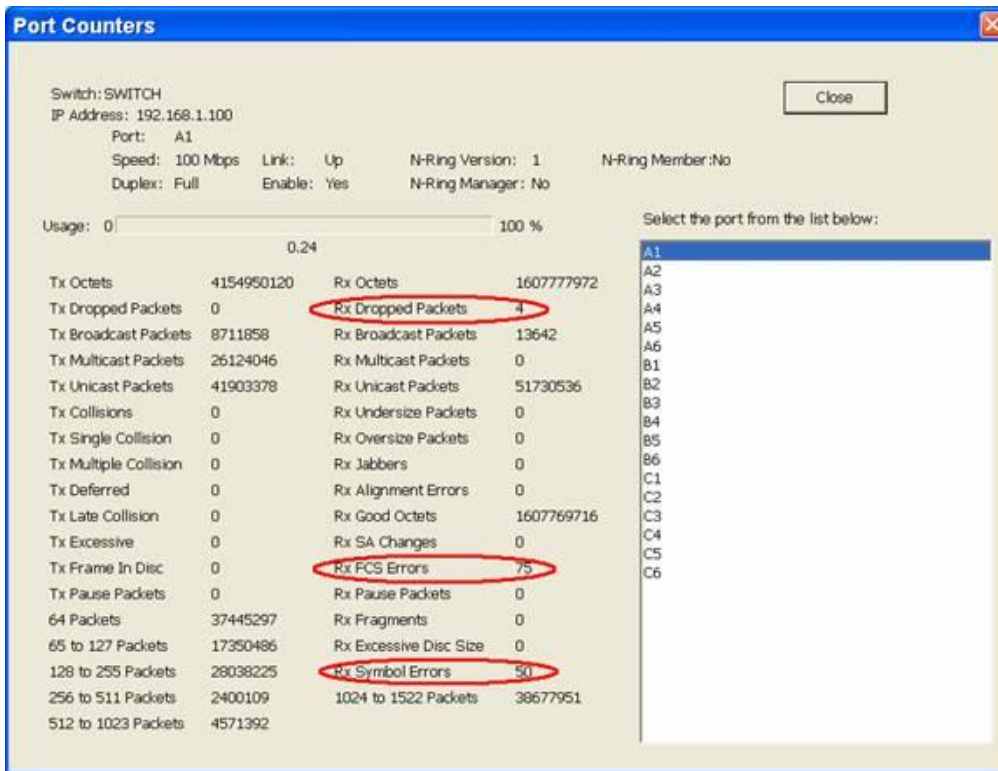 Port Counters
Switch: SWITCH
Close
IP Address: 192.168.1.100
Port: A1
Speed: 100 Mbps Link: Up N-Ring Version: 1 N-Ring Member:No
Duplex: Full Enable: Yes N-Ring Manager: No
Usage: 0 100 %
0.24
Tx Octets 4154950120 Rx Octets 1607777972
Tx Dropped Packets 0 Rx Dropped Packets 4
Tx Broadcast Packets 8711858 Rx Broadcast Packets 13642
Tx Multicast Packets 26124046 Rx Multicast Packets 0
Tx Unicast Packets 41903378 Rx Unicast Packets 51730536
Tx Collisions 0 Rx Undersize Packets 0
Tx Single Collision 0 Rx Oversize Packets 0
Tx Multiple Collision 0 Rx Jabbers 0
Tx Deferred 0 Rx Alignment Errors 0
Tx Late Collision 0 Rx Good Octets 1607769716
Tx Excessive 0 Rx SA Changes 0
Tx Frame In Disc 0 Rx FCS Errors 75
Tx Pause Packets 0 Rx Pause Packets 0
64 Packets 37445297 Rx Fragments 0
65 to 127 Packets 17350486 Rx Excessive Disc Size 0
128 to 255 Packets 28038225 Rx Symbol Errors 50
256 to 511 Packets 2400109 1024 to 1522 Packets 38677951
512 to 1023 Packets 4571392
Select the port from the list below:
A1
A2
A3
A4
A5
A6
B1
B2
B3
B4
B5
B6
C1
C2
C3
C4
C5
C6